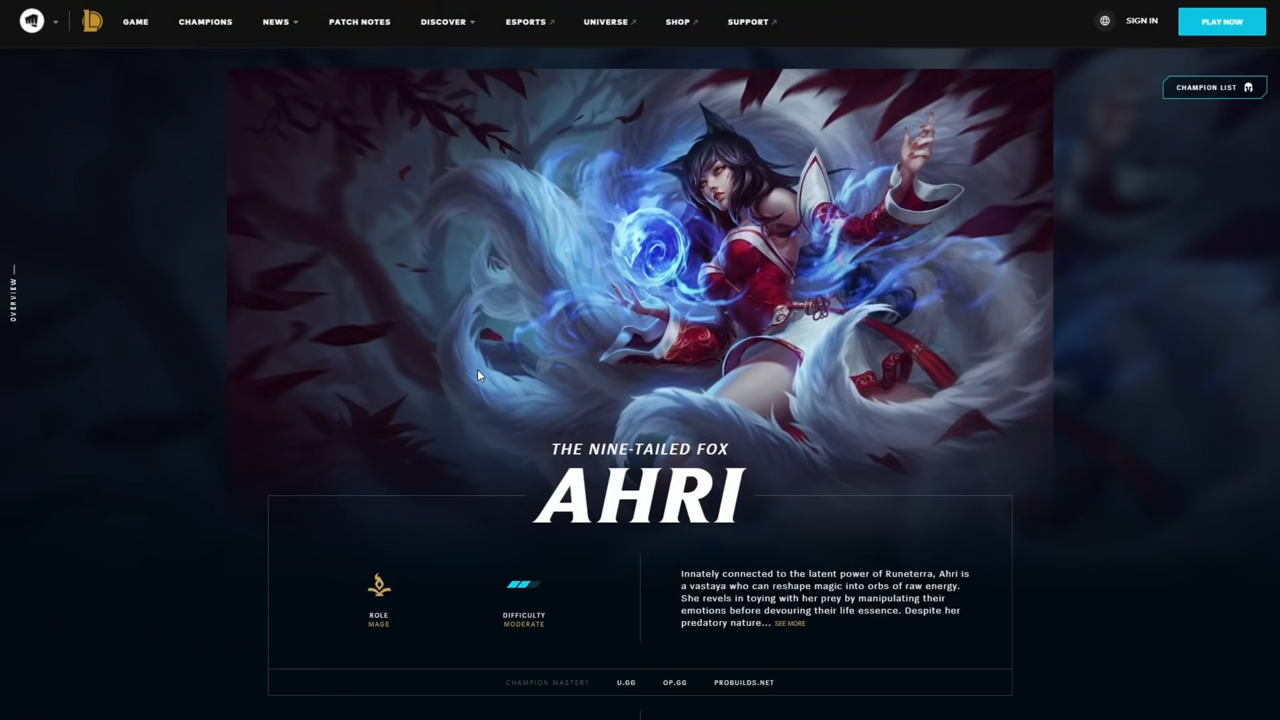 GAME CHAMPIONS NEWS PATCH NOTES DISCOVER ESPORTS UNIVERSE SHOP SUPPORT SIGN IN PLAY NOW
CHAMPION LIST
OVERVIEW
THE NINE-TAILED FOX
AHRI
Innately connected to the latent power of Runeterra, Ahri is
a vastaya who can reshape magic into orbs of raw energy.
She revels in toying with her prey by manipulating their
emotions before devouring their life essence. Despite her
predatory nature... SEE MORE
ROLE
MAGE
DIFFICULTY
MODERATE
CHAMPION MASTERY U.GG OP.GG PROBUILDS.NET